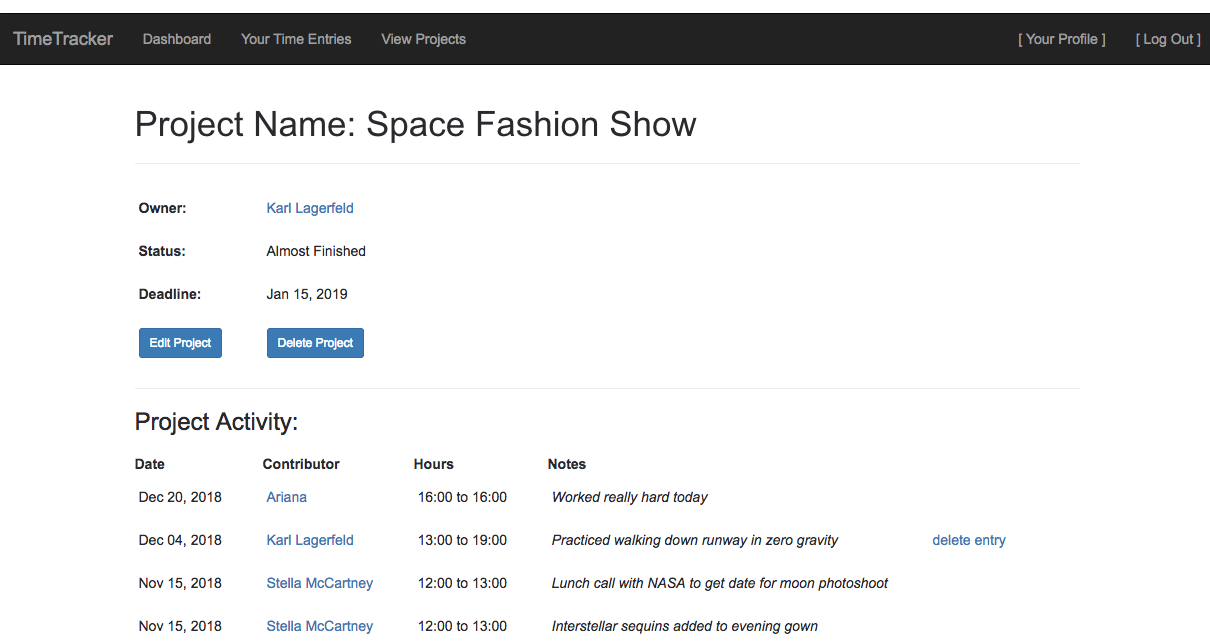 TimeTracker Dashboard Your Time Entries View Projects [ Your Profile ] [ Log Out ]
Project Name: Space Fashion Show
Owner: Karl Lagerfeld
Status: Almost Finished
Deadline: Jan 15, 2019
Edit Project Delete Project
Project Activity:
Date Contributor Hours Notes
Dec 20, 2018 Ariana 16:00 to 16:00 Worked really hard today
Dec 04, 2018 Karl Lagerfeld 13:00 to 19:00 Practiced walking down runway in zero gravity delete entry
Nov 15, 2018 Stella McCartney 12:00 to 13:00 Lunch call with NASA to get date for moon photoshoot
Nov 15, 2018 Stella McCartney 12:00 to 13:00 Interstellar sequins added to evening gown